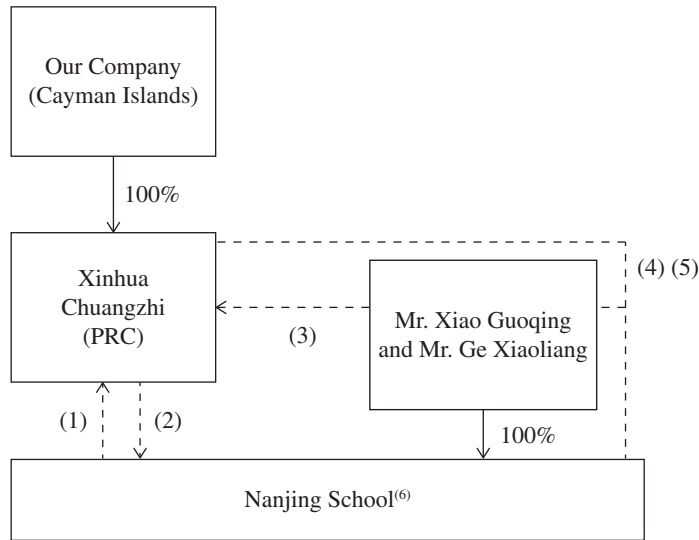 Our Company
(Cayman Islands)
100%
Xinhua
Chuangzhi
(PRC)
(4) (5)
Mr. Xiao Guoqing
and Mr. Ge Xiaoliang
(3)
(1)
(2)
100%
Nanjing School(6)